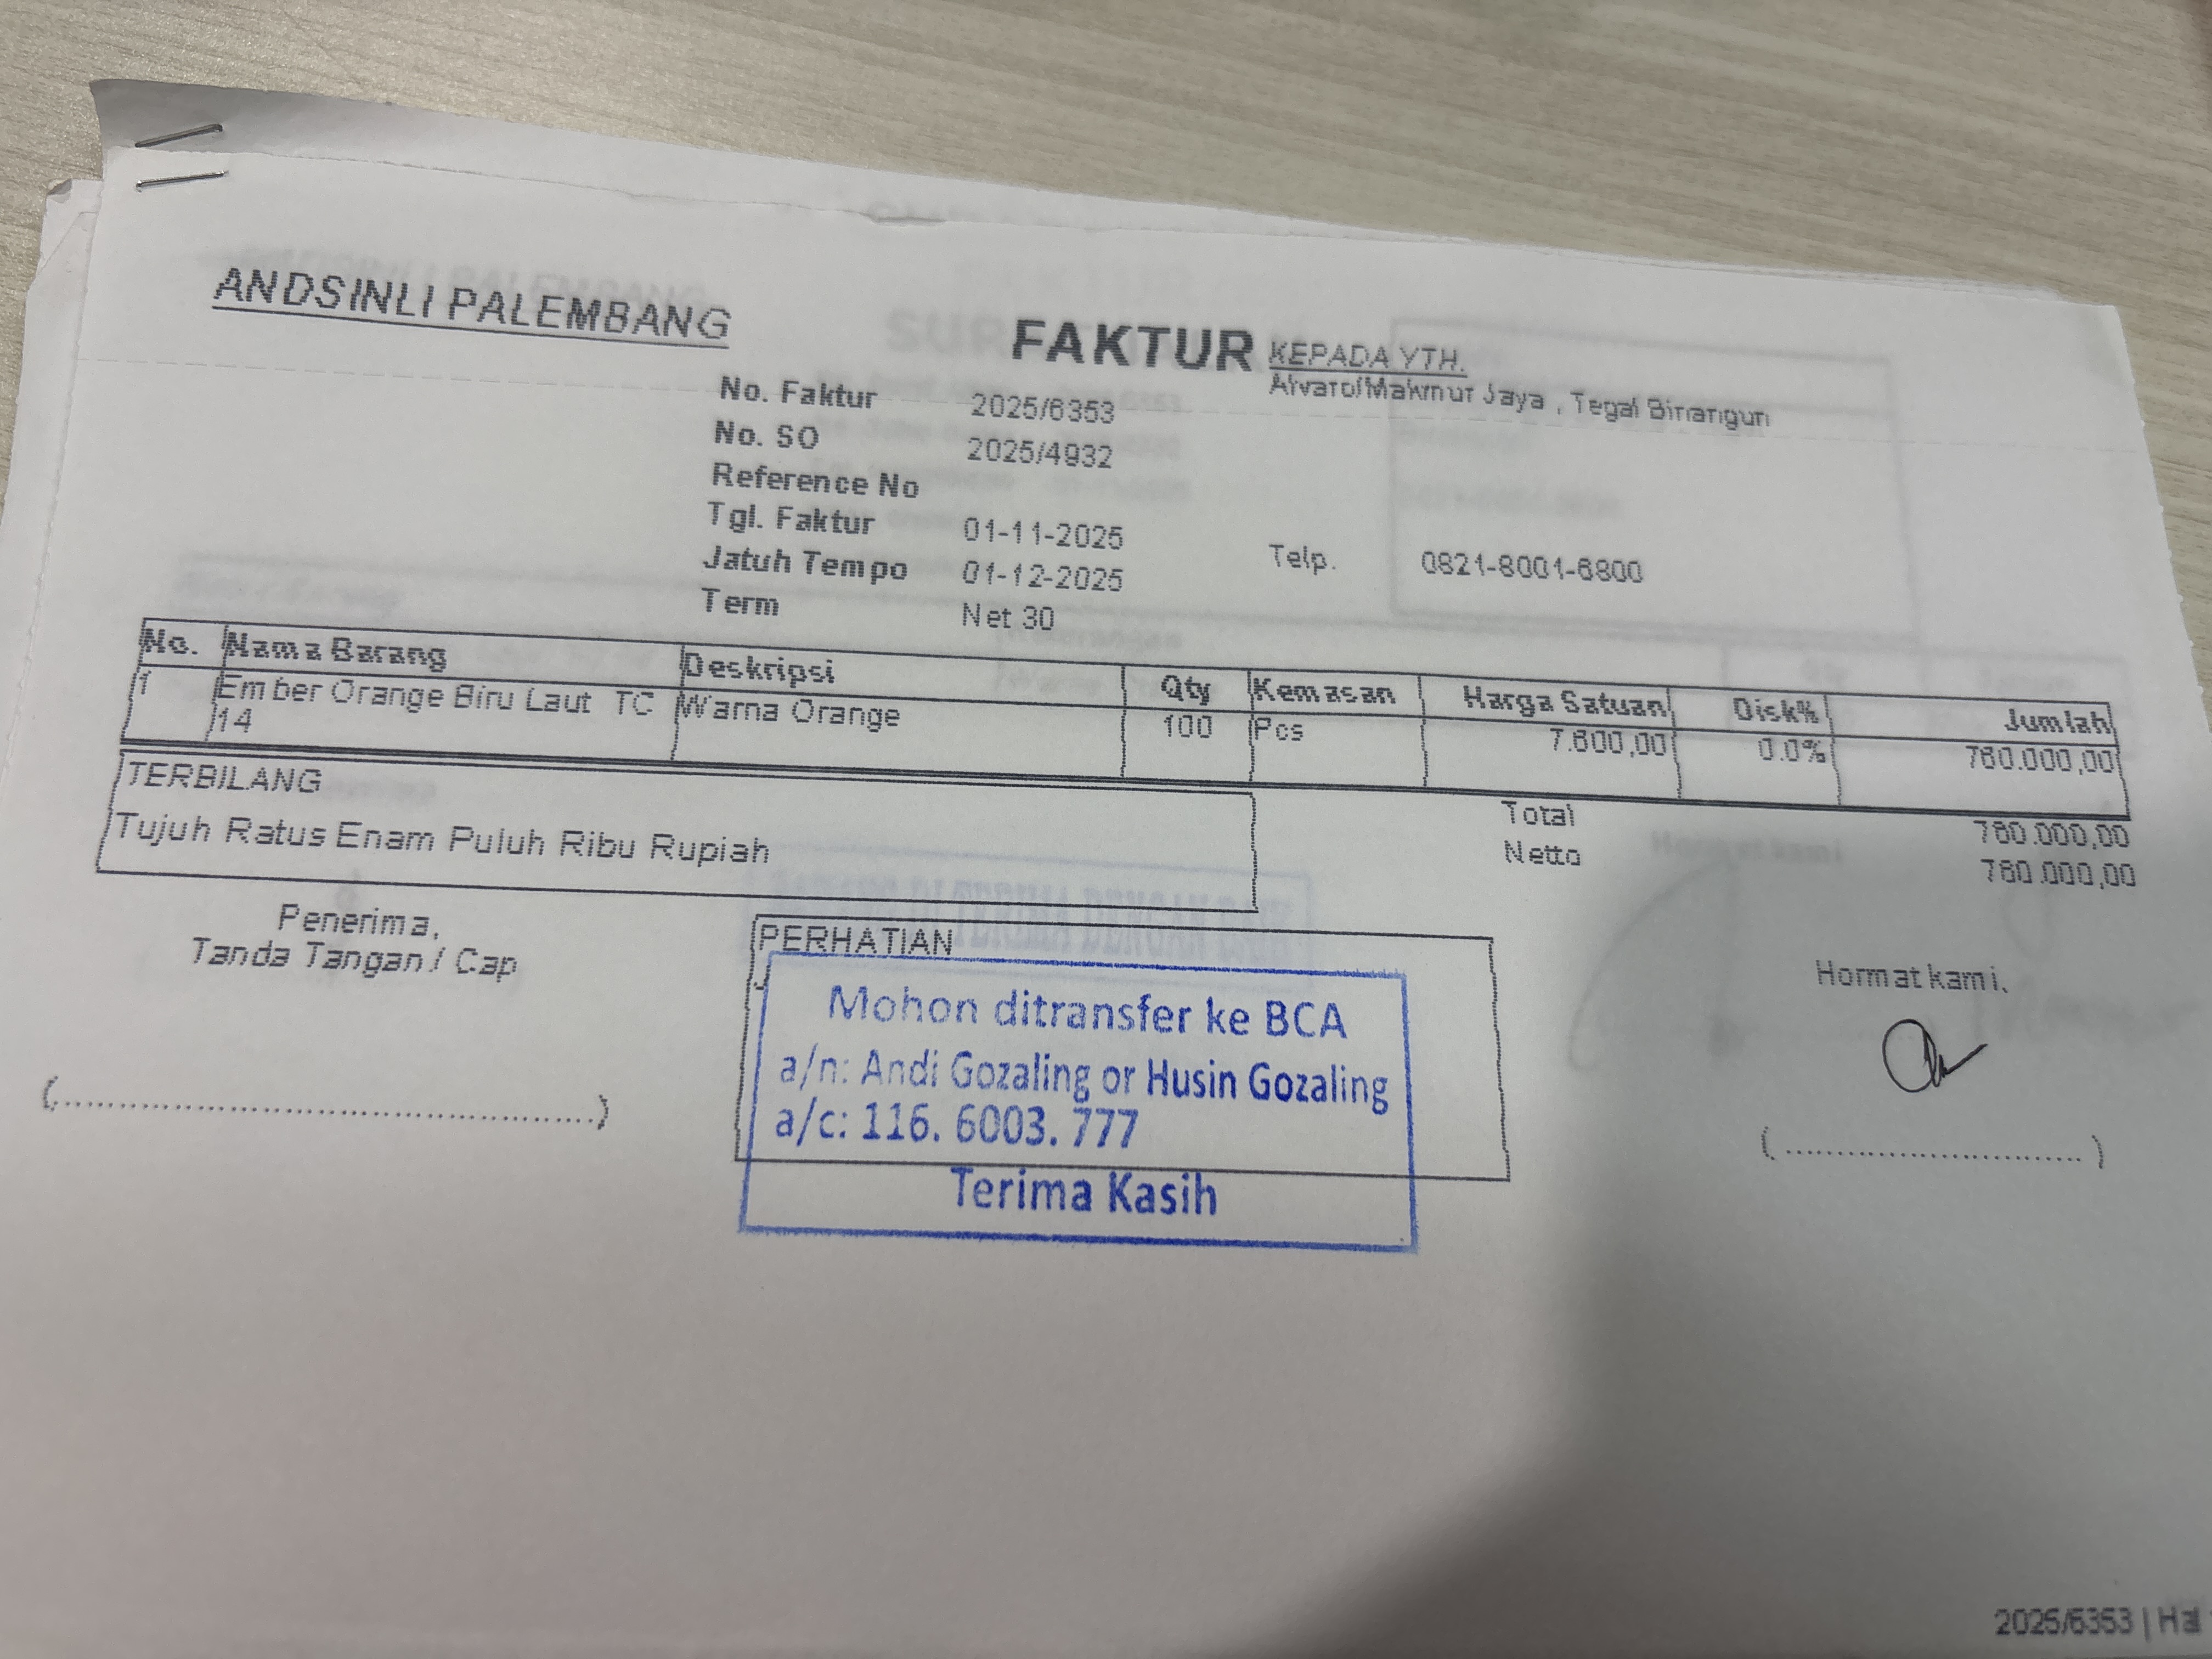 ANDSINLI PALEMBANG
FAKTUR
KEPADA YTH.
Alvaro/Makmur Jaya , Tegal Binangun
No. Faktur 2025/6353
No. SO 2025/4932
Reference No
Tgl. Faktur 01-11-2025
Jatuh Tempo 01-12-2025
Term Net 30
Telp. 0821-8001-6800
No. Nama Barang Deskripsi Qty Kemasan Harga Satuan Disk% Jumlah
1 Ember Orange Biru Laut TC Warna Orange 100 Pcs 7.600,00 0.0% 760.000,00
14
TERBILANG
Tujuh Ratus Enam Puluh Ribu Rupiah
Total 760.000,00
Netto 760.000,00
Penerima,
Tanda Tangan / Cap
(..........................................................)
PERHATIAN
Mohon ditransfer ke BCA
a/n: Andi Gozaling or Husin Gozaling
a/c: 116. 6003. 777
Terima Kasih
Hormat kami,
( ................................ )
2025/6353 | Hal